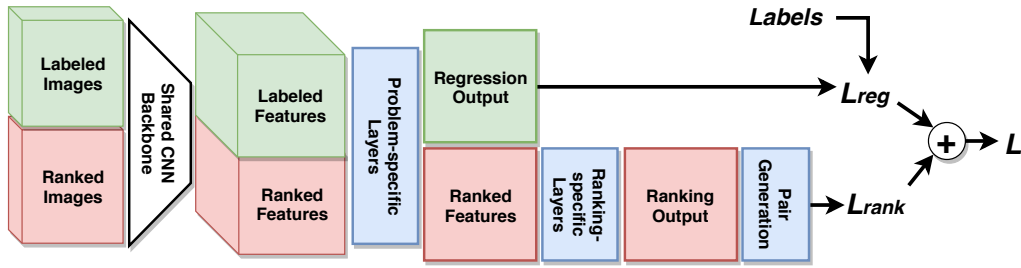 Labeled
Images
Ranked
Images
Shared CNN
Backbone
Labeled
Features
Ranked
Features
Problem-specific
Layers
Regression
Output
Ranked
Features
Ranking-
specific
Layers
Ranking
Output
Pair
Generation
Labels
Lreg
Lrank
+
L